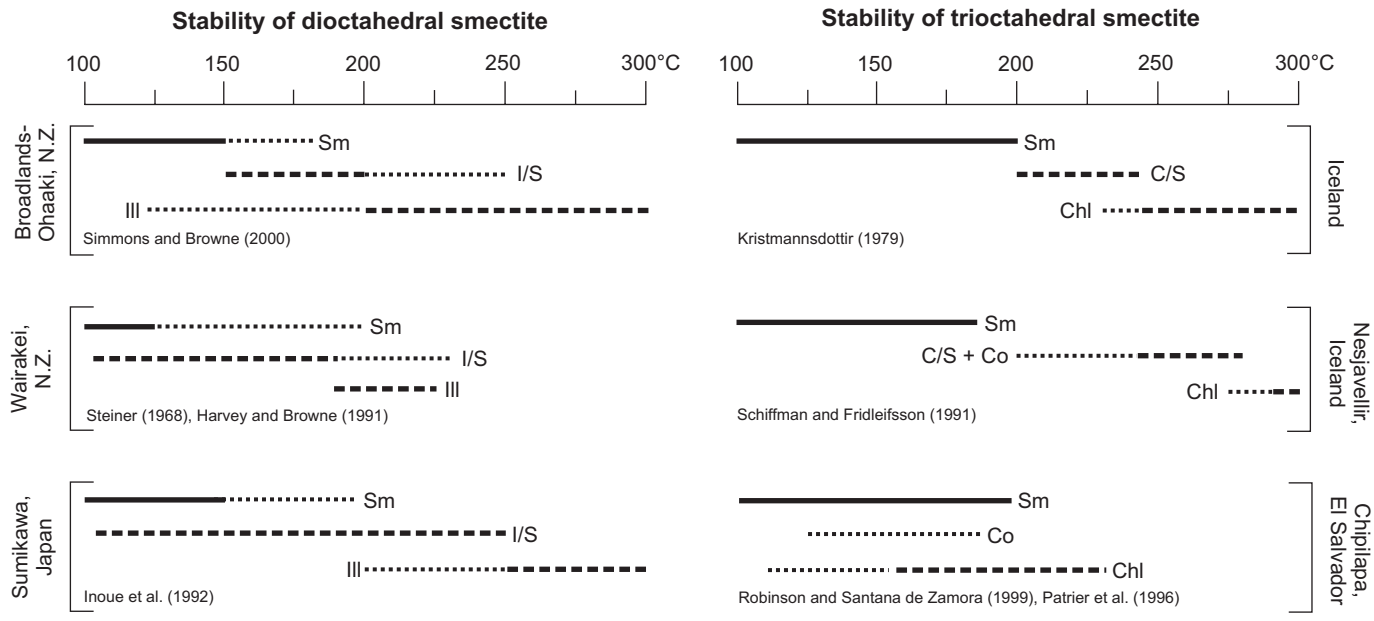 Stability of dioctahedral smectite
100 150 200 250 300°C
Broadlands-
Ohaaki, N.Z.
Sm
I/S
Ill
Simmons and Browne (2000)
Wairakei,
N.Z.
Sm
I/S
Ill
Steiner (1968), Harvey and Browne (1991)
Sumikawa,
Japan
Sm
I/S
Ill
Inoue et al. (1992)
Stability of trioctahedral smectite
100 150 200 250 300°C
Sm
C/S
Chl
Kristmannsdottir (1979)
Iceland
Sm
C/S + Co
Chl
Schiffman and Fridleifsson (1991)
Nesjavellir,
Iceland
Sm
Co
Chl
Robinson and Santana de Zamora (1999), Patrier et al. (1996)
Chipilapa,
El Salvador